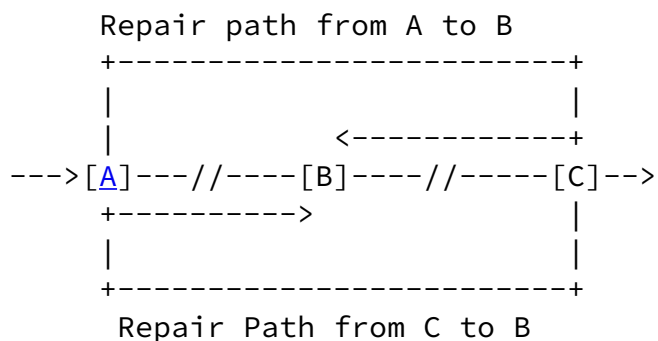 Repair path from A to B
+--------------------------+
|                          |
|            <-------------+
--->[A]---//----[B]----//-----[C]-->
+---------->               |
|                          |
+--------------------------+
Repair Path from C to B